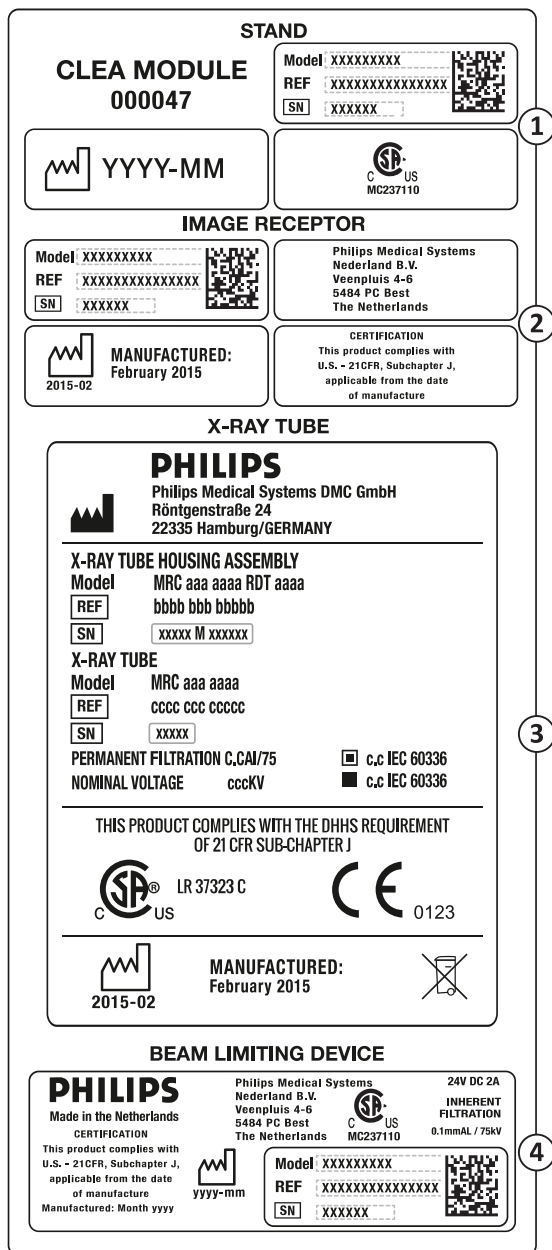 STAND
CLEA MODULE
000047
Model XXXXXXXXX
REF XXXXXXXXXXXXXXX
SN XXXXXX
1
YYYY-MM
SA
C US
MC237110
IMAGE RECEPTOR
Model XXXXXXXXX
REF XXXXXXXXXXXXXXX
SN XXXXXX
Philips Medical Systems
Nederland B.V.
Veenpluis 4-6
5484 PC Best
The Netherlands
2
2015-02
MANUFACTURED:
February 2015
CERTIFICATION
This product complies with
U.S. - 21CFR, Subchapter J,
applicable from the date
of manufacture
X-RAY TUBE
PHILIPS
Philips Medical Systems DMC GmbH
Röntgenstraße 24
22335 Hamburg/GERMANY
X-RAY TUBE HOUSING ASSEMBLY
Model MRC aaa aaaa RDT aaaa
REF bbbb bbb bbbbb
SN xxxxx M xxxxxx
X-RAY TUBE
Model MRC aaa aaaa
REF cccc ccc ccccc
SN xxxxx
3
PERMANENT FILTRATION C.CAI/75 c.c IEC 60336
NOMINAL VOLTAGE cccKV c.c IEC 60336
THIS PRODUCT COMPLIES WITH THE DHHS REQUIREMENT
OF 21 CFR SUB-CHAPTER J
SA®
C US
LR 37323 C
CE 0123
2015-02
MANUFACTURED:
February 2015
BEAM LIMITING DEVICE
PHILIPS
Made in the Netherlands
CERTIFICATION
This product complies with
U.S. - 21CFR, Subchapter J,
applicable from the date
of manufacture
Manufactured: Month yyyy
yyyy-mm
Philips Medical Systems
Nederland B.V.
Veenpluis 4-6
5484 PC Best
The Netherlands
SA
C US
MC237110
24V DC 2A
INHERENT
FILTRATION
0.1mmAL / 75kV
Model XXXXXXXXX
REF XXXXXXXXXXXXXXX
SN XXXXXX
4